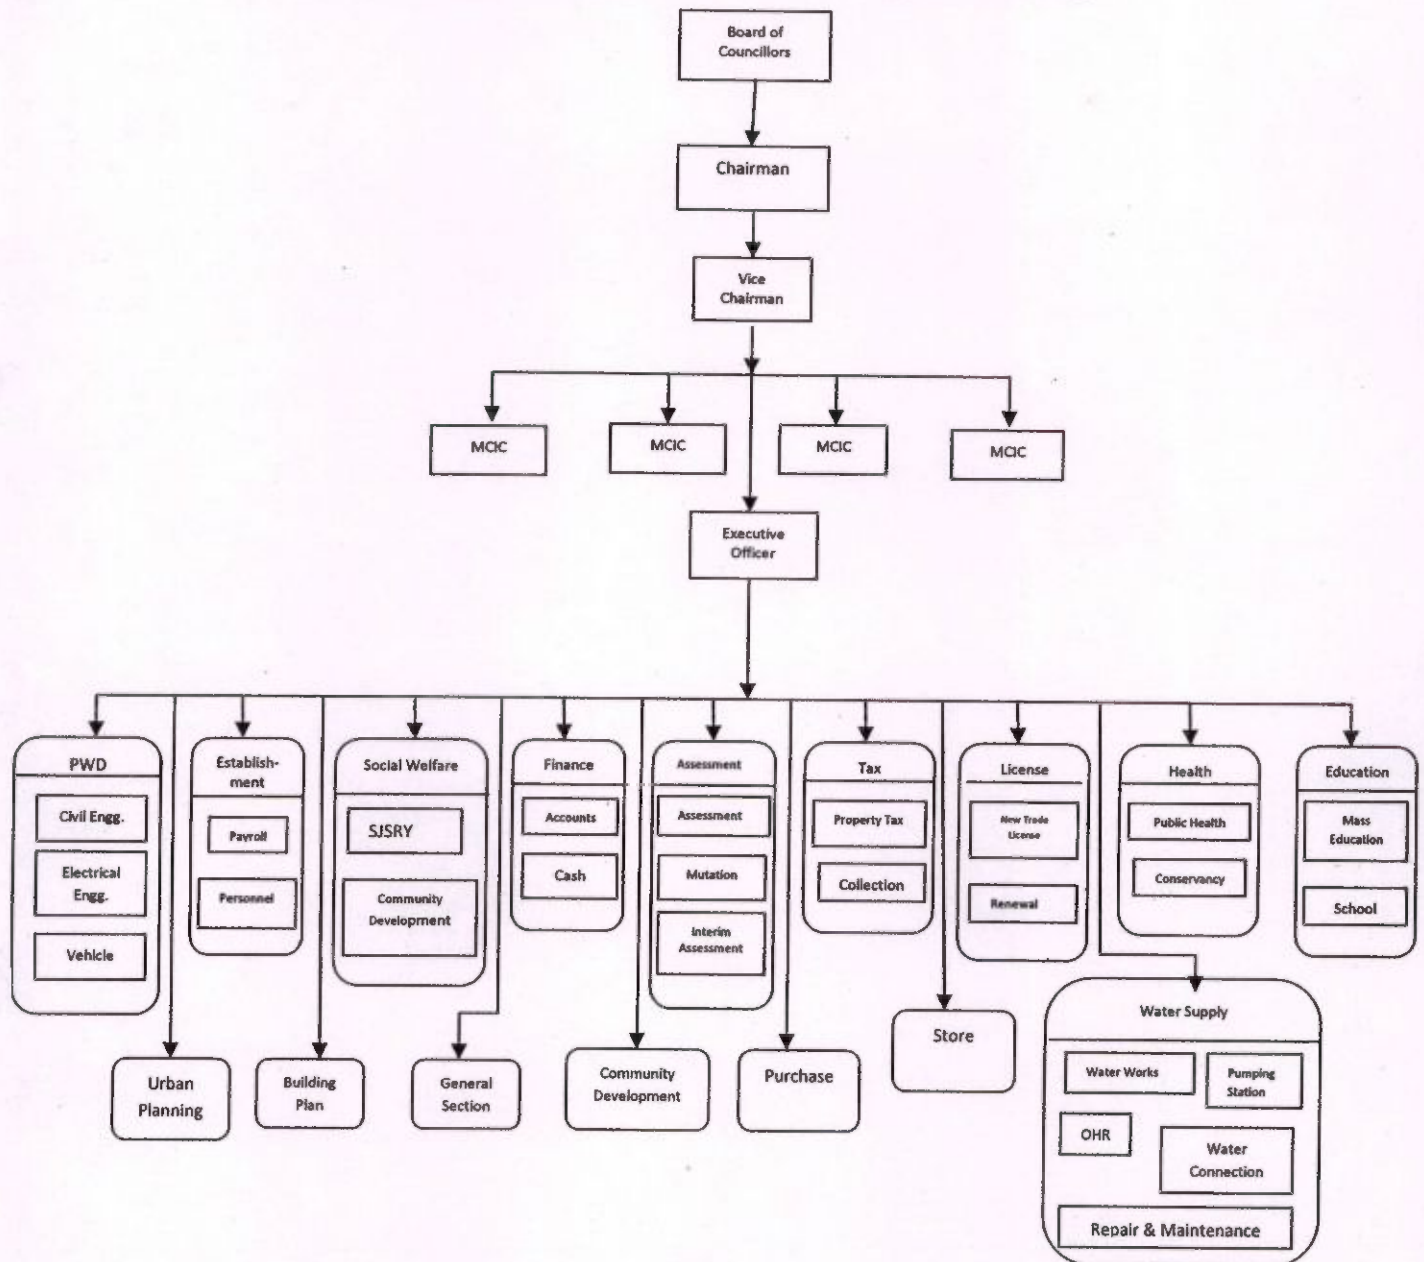 Board of
Councillors
Chairman
Vice
Chairman
MCIC
MCIC
MCIC
MCIC
Executive
Officer
PWD
Civil Engg.
Electrical
Engg.
Vehicle
Establish-
ment
Payroll
Personnel
Social Welfare
SJSRY
Community
Development
Finance
Accounts
Cash
Assessment
Assessment
Mutation
Interim
Assessment
Tax
Property Tax
Collection
License
New Trade
License
Renewal
Health
Public Health
Conservancy
Education
Mass
Education
School
Urban
Planning
Building
Plan
General
Section
Community
Development
Purchase
Store
Water Supply
Water Works
Pumping
Station
OHR
Water
Connection
Repair & Maintenance